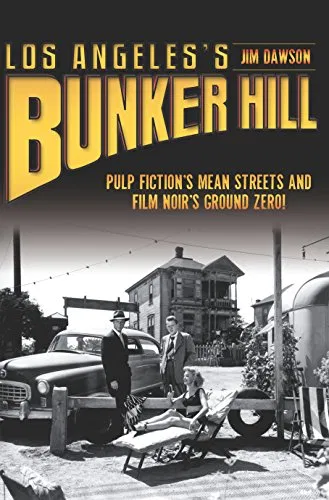 LOS ANGELES'S
JIM DAWSON
BUNKER HILL
PULP FICTION'S MEAN STREETS AND
FILM NOIR'S GROUND ZERO!